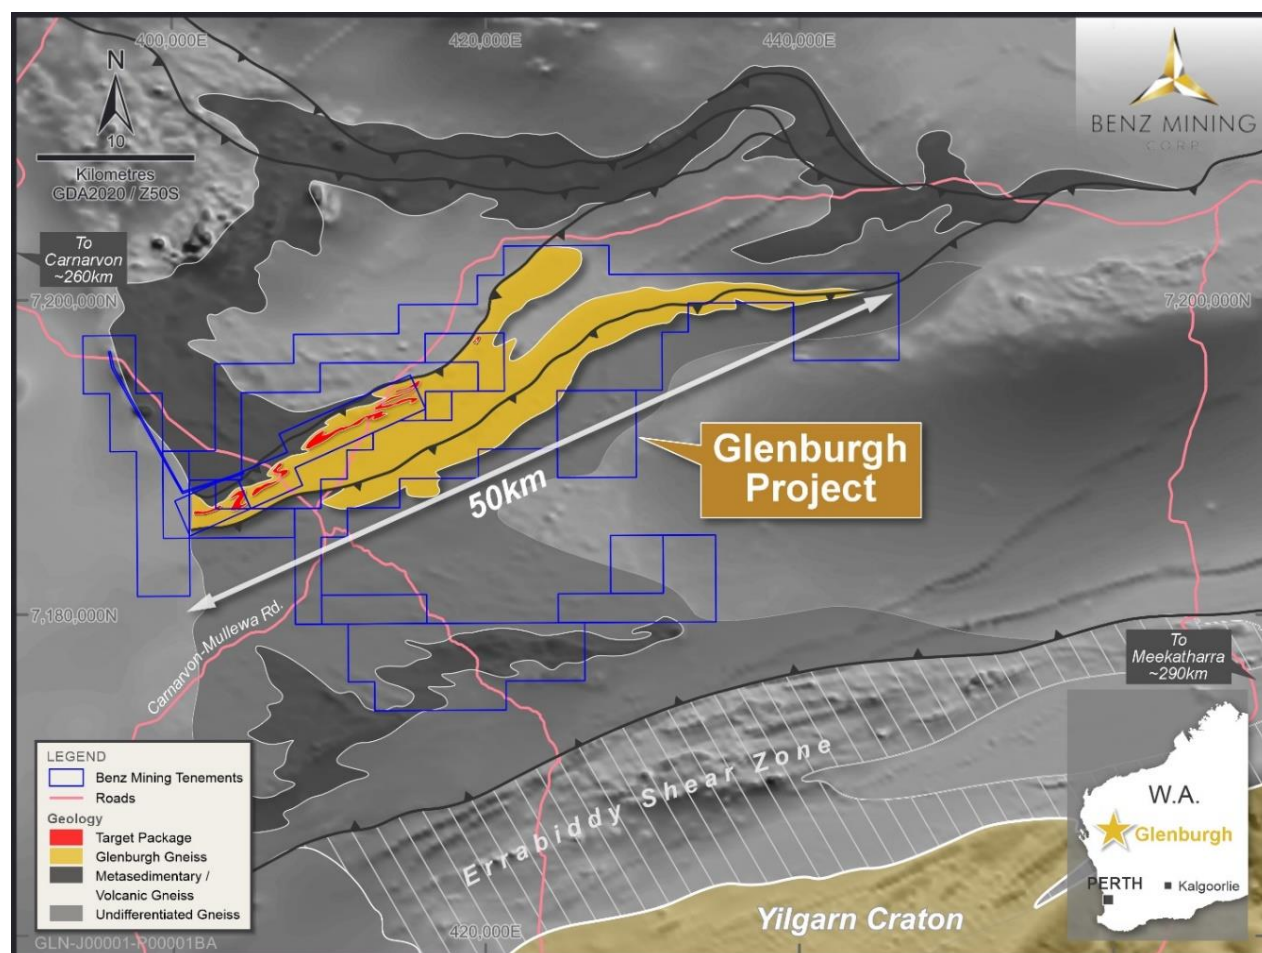 400,000E
420,000E
440,000E
N
10
Kilometres
GDA2020 / Z50S
BENZ MINING
CORP.
To
Carnarvon
~260km
7,200,000N
7,200,000N
Glenburgh
Project
50km
7,180,000N
Carnarvon-Mullewa Rd.
To
Meekatharra
~290km
Errabiddy Shear Zone
Yilgarn Craton
LEGEND
Benz Mining Tenements
Roads
Geology
Target Package
Glenburgh Gneiss
Metasedimentary /
Volcanic Gneiss
Undifferentiated Gneiss
GLN-J00001-P00001BA
420,000E
W.A.
Glenburgh
PERTH
Kalgoorlie